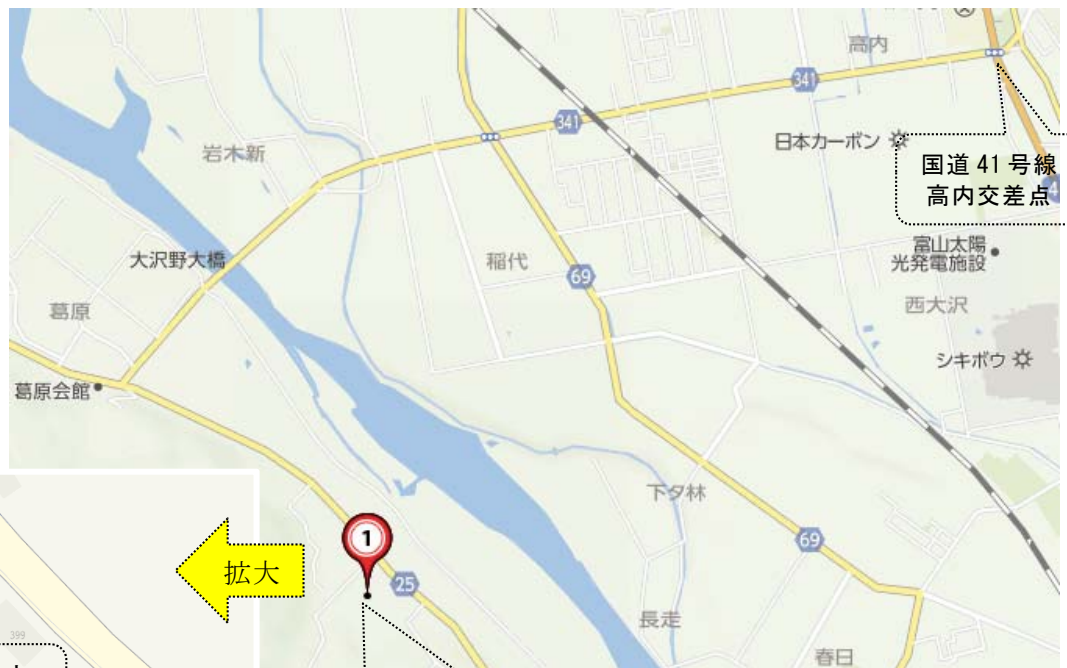 高内
341
341
日本カーボン
岩木新
国道 41 号線
高内交差点
4
大沢野大橋
稲代
富山太陽
光発電施設
69
葛原
西大沢
シキボウ
葛原会館
下タ林
1
69
拡大
25
長走
399
春日